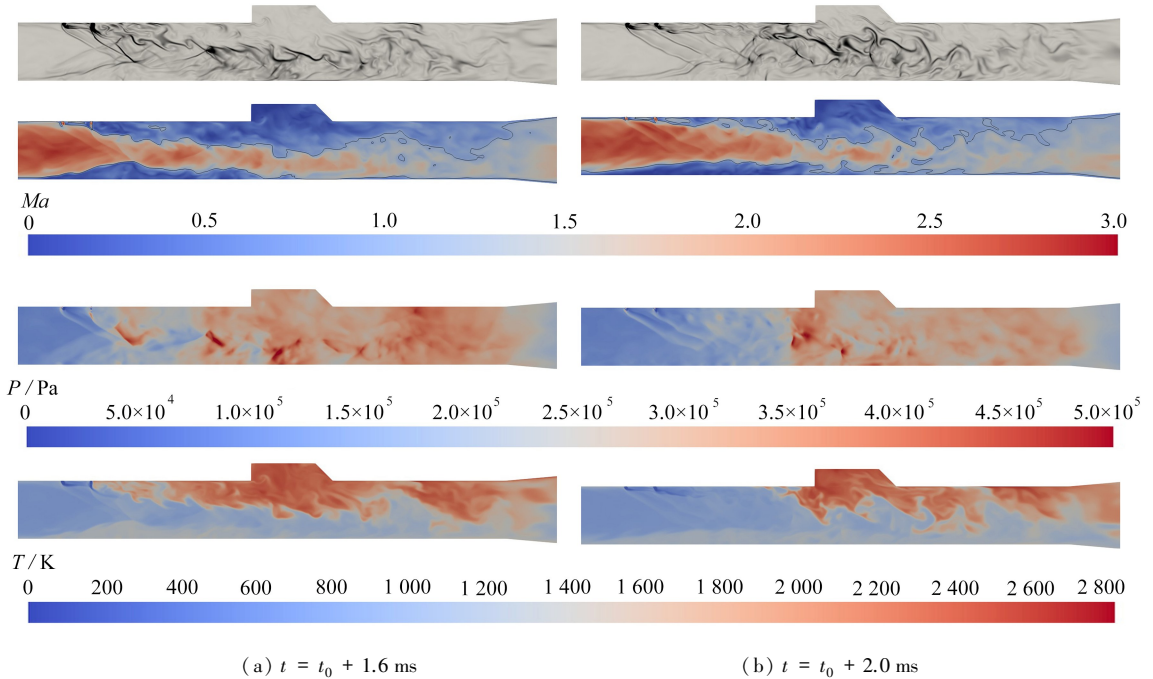 Ma
0 0.5 1.0 1.5 2.0 2.5 3.0
P / Pa
0 5.0×10⁴ 1.0×10⁵ 1.5×10⁵ 2.0×10⁵ 2.5×10⁵ 3.0×10⁵ 3.5×10⁵ 4.0×10⁵ 4.5×10⁵ 5.0×10⁵
T / K
0 200 400 600 800 1 000 1 200 1 400 1 600 1 800 2 000 2 200 2 400 2 600 2 800
(a) t = t₀ + 1.6 ms
(b) t = t₀ + 2.0 ms